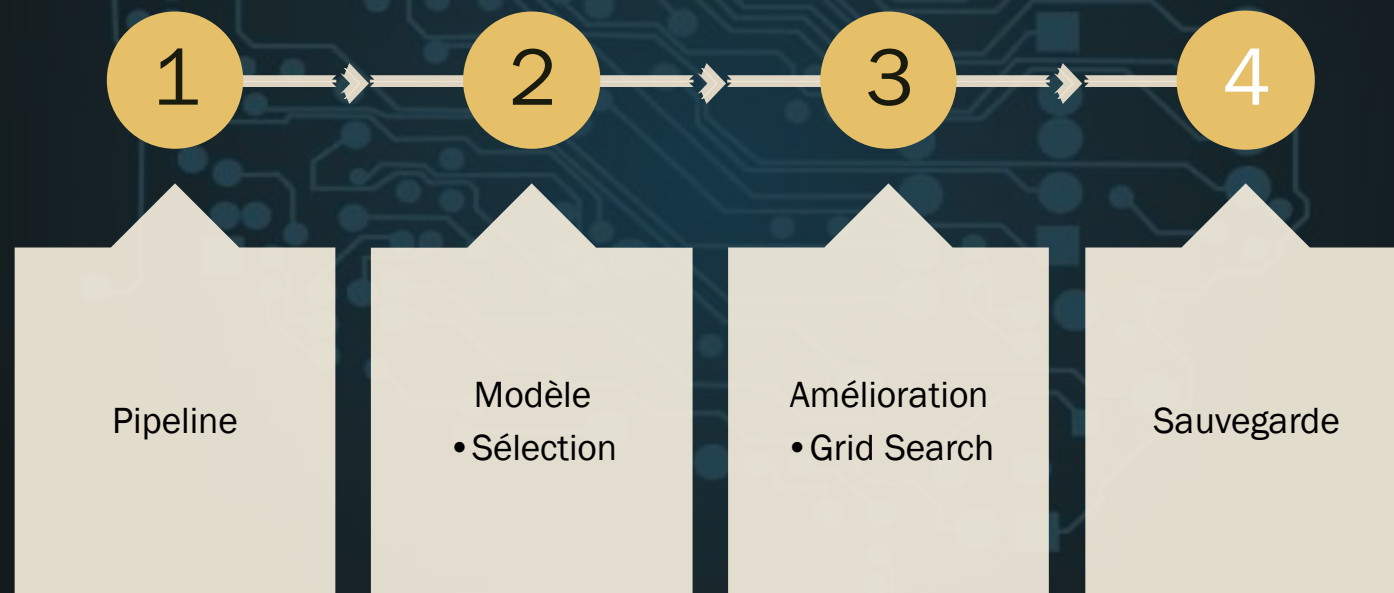 1
2
3
4
Pipeline
Modèle
•Sélection
Amélioration
•Grid Search
Sauvegarde